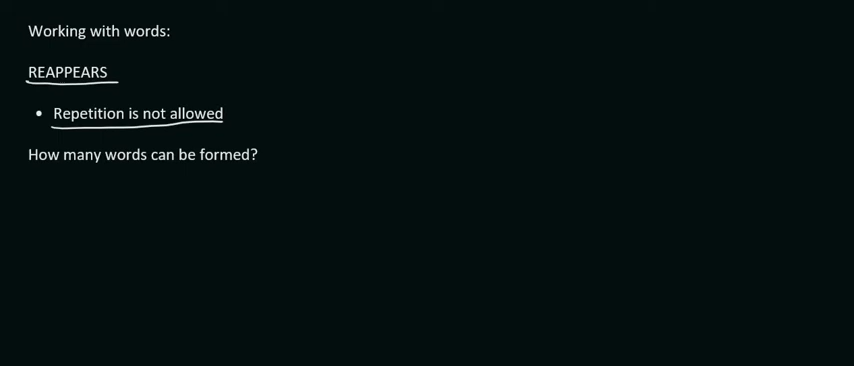 Working with words:
REAPPEARS
• Repetition is not allowed
How many words can be formed?